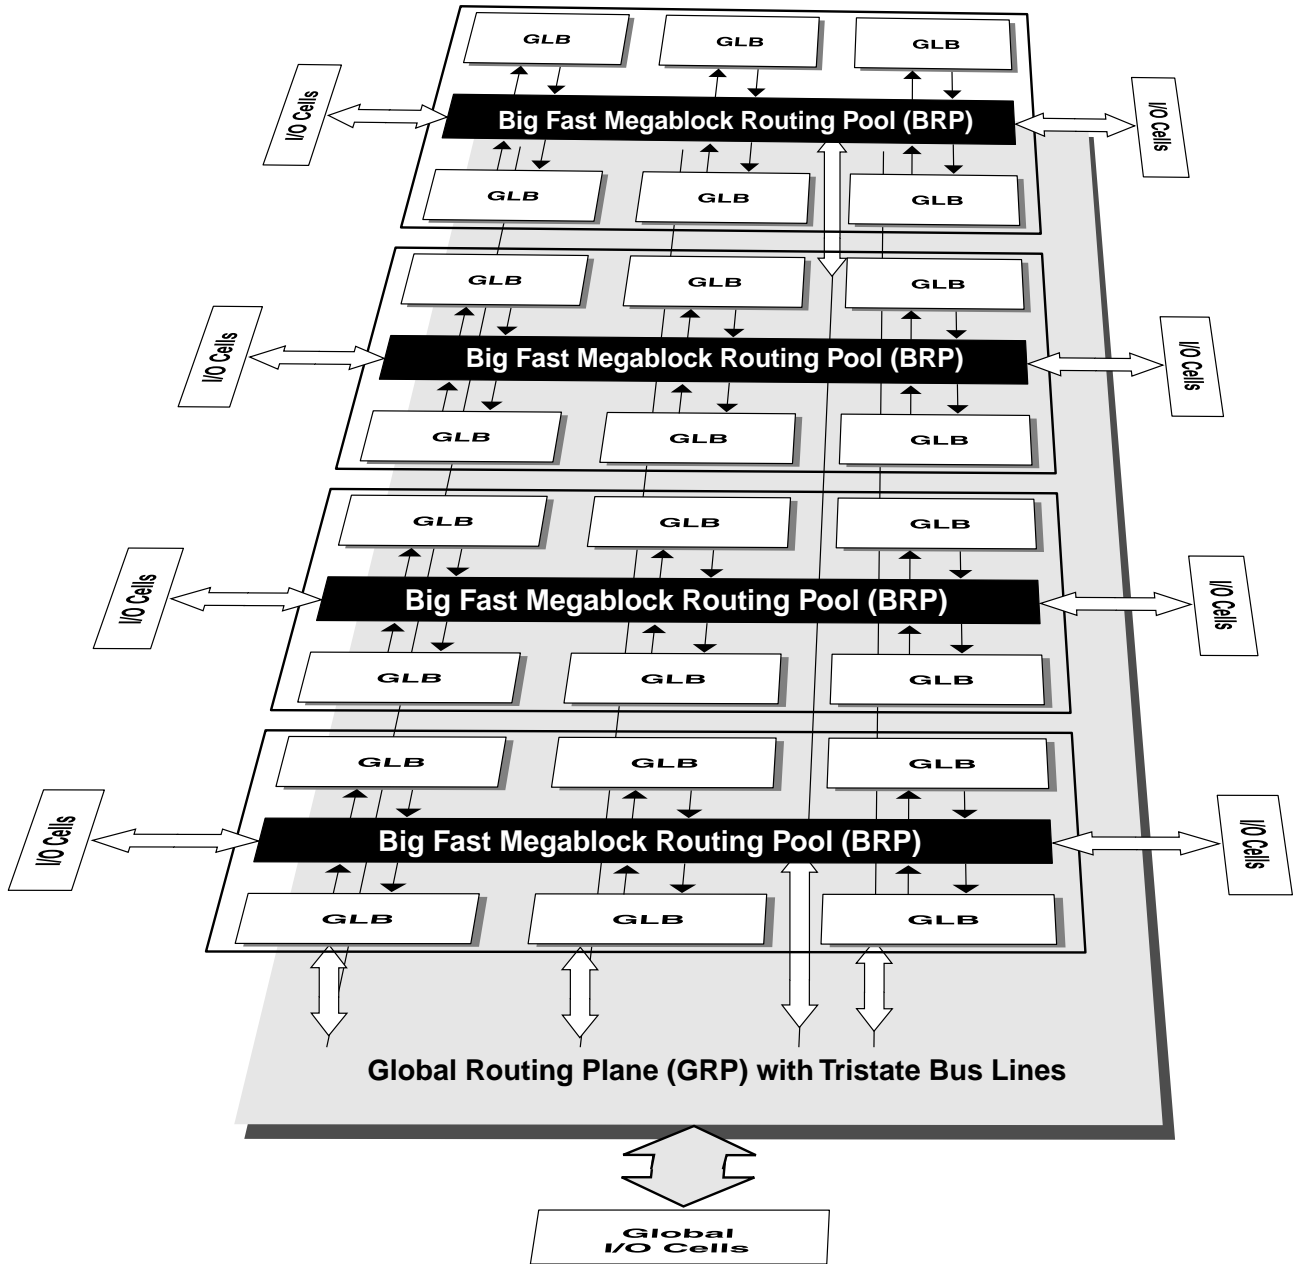 GLB
GLB
GLB
I/O Cells
Big Fast Megablock Routing Pool (BRP)
I/O Cells
GLB
GLB
GLB
GLB
GLB
GLB
I/O Cells
Big Fast Megablock Routing Pool (BRP)
I/O Cells
GLB
GLB
GLB
GLB
GLB
GLB
I/O Cells
Big Fast Megablock Routing Pool (BRP)
I/O Cells
GLB
GLB
GLB
GLB
GLB
GLB
I/O Cells
Big Fast Megablock Routing Pool (BRP)
I/O Cells
GLB
GLB
GLB
Global Routing Plane (GRP) with Tristate Bus Lines
Global
I/O Cells